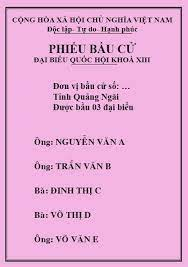 CỘNG HÒA XÃ HỘI CHỦ NGHĨA VIỆT NAM
Độc lập- Tự do- Hạnh phúc
PHIẾU BẦU CỬ
ĐẠI BIỂU QUỐC HỘI KHOÁ XIII
Đơn vị bầu cử số: ...
Tỉnh Quảng Ngãi
Được bầu 03 đại biểu
Ông: NGUYỄN VĂN A
Ông: TRẦN VĂN B
Bà: ĐINH THỊ C
Bà: VÕ THỊ D
Ông: VÕ VĂN E